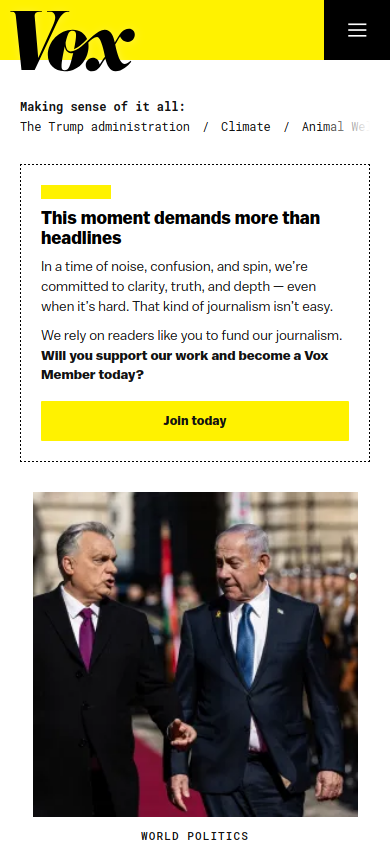 Vox
Making sense of it all:
The Trump administration / Climate / Animal We
This moment demands more than
headlines
In a time of noise, confusion, and spin, we're
committed to clarity, truth, and depth — even
when it's hard. That kind of journalism isn't easy.
We rely on readers like you to fund our journalism.
Will you support our work and become a Vox
Member today?
Join today
WORLD POLITICS